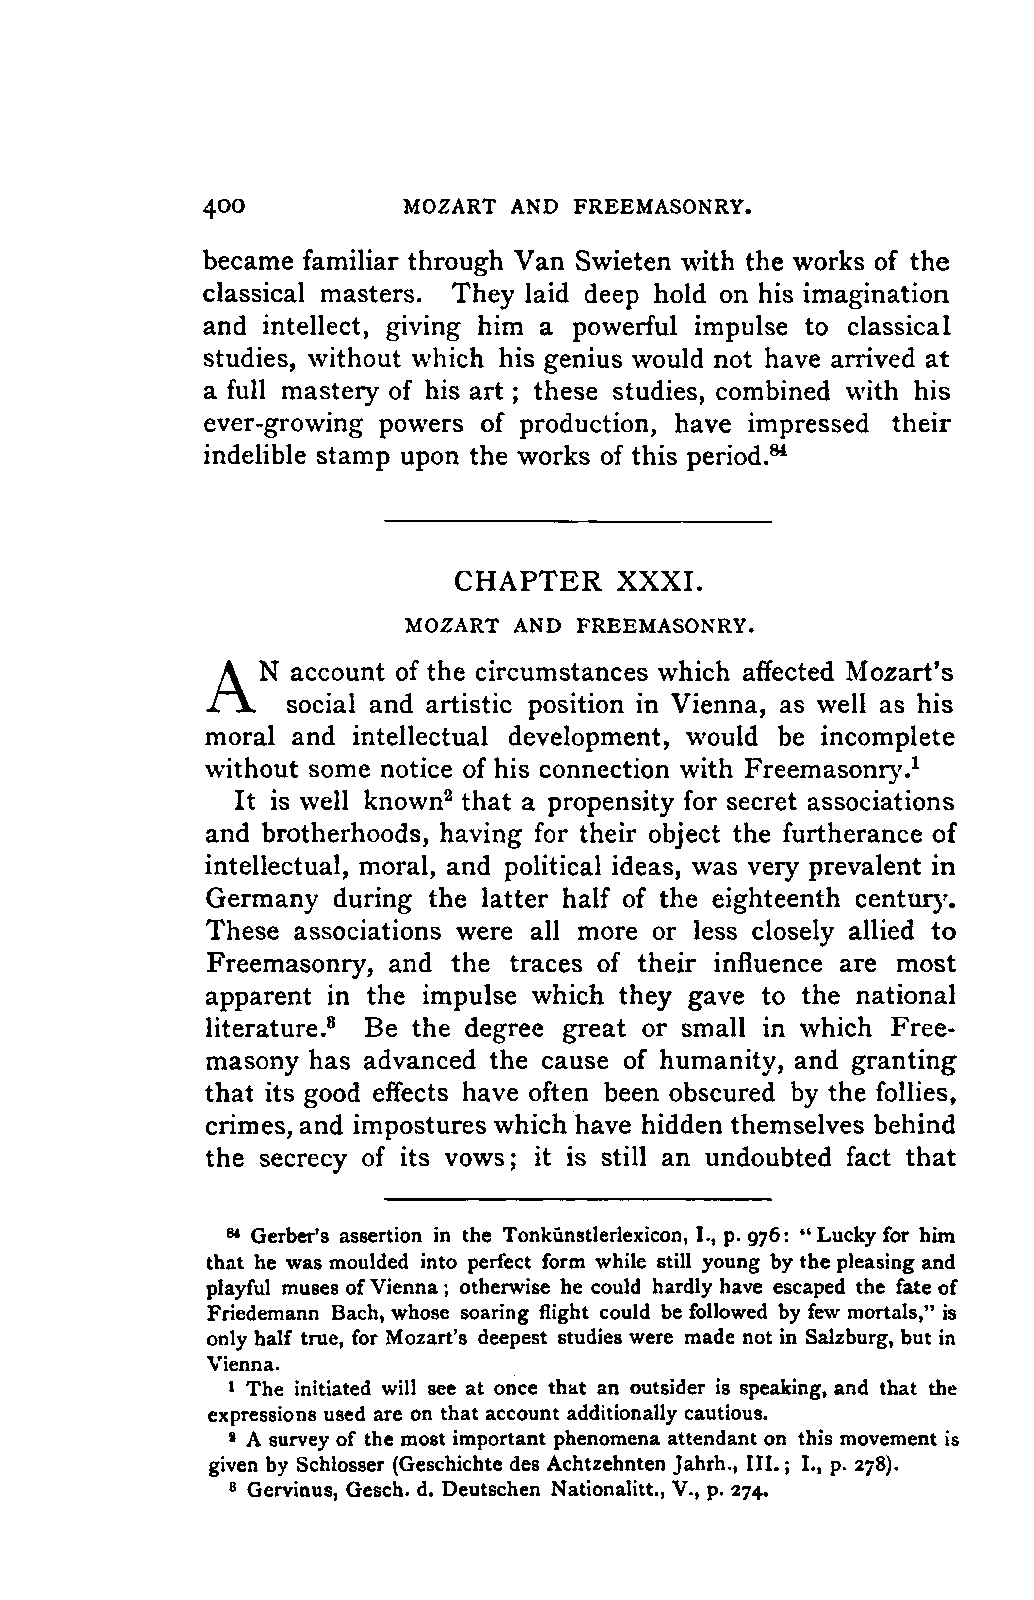 400 MOZART AND FREEMASONRY.
became familiar through Van Swieten with the works of the
classical masters. They laid deep hold on his imagination
and intellect, giving him a powerful impulse to classical
studies, without which his genius would not have arrived at
a full mastery of his art ; these studies, combined with his
ever-growing powers of production, have impressed their
indelible stamp upon the works of this period.⁸⁴
CHAPTER XXXI.
MOZART AND FREEMASONRY.
AN account of the circumstances which affected Mozart's
social and artistic position in Vienna, as well as his
moral and intellectual development, would be incomplete
without some notice of his connection with Freemasonry.¹
It is well known² that a propensity for secret associations
and brotherhoods, having for their object the furtherance of
intellectual, moral, and political ideas, was very prevalent in
Germany during the latter half of the eighteenth century.
These associations were all more or less closely allied to
Freemasonry, and the traces of their influence are most
apparent in the impulse which they gave to the national
literature.³ Be the degree great or small in which Free-
masony has advanced the cause of humanity, and granting
that its good effects have often been obscured by the follies,
crimes, and impostures which have hidden themselves behind
the secrecy of its vows; it is still an undoubted fact that
⁸⁴ Gerber's assertion in the Tonkünstlerlexicon, I., p. 976: "Lucky for him
that he was moulded into perfect form while still young by the pleasing and
playful muses of Vienna ; otherwise he could hardly have escaped the fate of
Friedemann Bach, whose soaring flight could be followed by few mortals," is
only half true, for Mozart's deepest studies were made not in Salzburg, but in
Vienna.
¹ The initiated will see at once that an outsider is speaking, and that the
expressions used are on that account additionally cautious.
² A survey of the most important phenomena attendant on this movement is
given by Schlosser (Geschichte des Achtzehnten Jahrh., III. ; I., p. 278).
³ Gervinus, Gesch. d. Deutschen Nationalitt., V., p. 274.